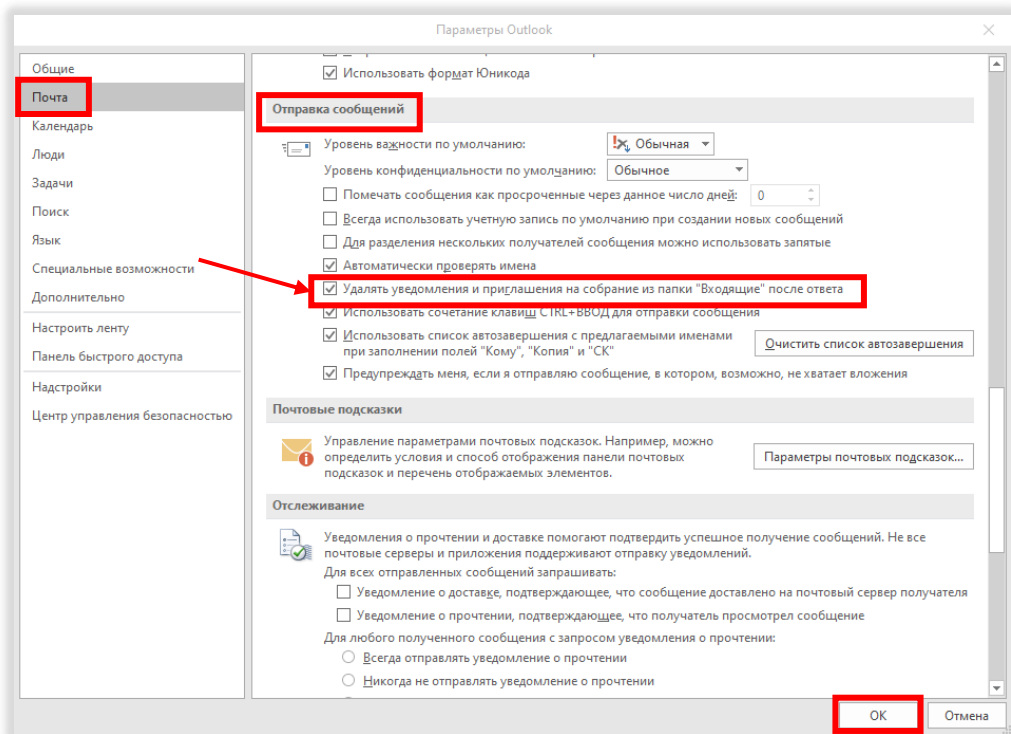 Параметры Outlook
Общие
Почта
Календарь
Люди
Задачи
Поиск
Язык
Специальные возможности
Дополнительно
Настроить ленту
Панель быстрого доступа
Надстройки
Центр управления безопасностью
Использовать формат Юникода
Отправка сообщений
Уровень важности по умолчанию:
Обычная
Уровень конфиденциальности по умолчанию:
Обычное
Помечать сообщения как просроченные через данное число дней:
0
Всегда использовать учетную запись по умолчанию при создании новых сообщений
Для разделения нескольких получателей сообщения можно использовать запятые
Автоматически проверять имена
Удалять уведомления и приглашения на собрание из папки "Входящие" после ответа
Использовать сочетание клавиш CTRL+ВВОД для отправки сообщения
Использовать список автозавершения с предлагаемыми именами
при заполнении полей "Кому", "Копия" и "СК"
Очистить список автозавершения
Предупреждать меня, если я отправляю сообщение, в котором, возможно, не хватает вложения
Почтовые подсказки
Управление параметрами почтовых подсказок. Например, можно
определить условия и способ отображения панели почтовых
подсказок и перечень отображаемых элементов.
Параметры почтовых подсказок...
Отслеживание
Уведомления о прочтении и доставке помогают подтвердить успешное получение сообщений. Не все
почтовые серверы и приложения поддерживают отправку уведомлений.
Для всех отправленных сообщений запрашивать:
Уведомление о доставке, подтверждающее, что сообщение доставлено на почтовый сервер получателя
Уведомление о прочтении, подтверждающее, что получатель просмотрел сообщение
Для любого полученного сообщения с запросом уведомления о прочтении:
Всегда отправлять уведомление о прочтении
Никогда не отправлять уведомление о прочтении
ОК
Отмена